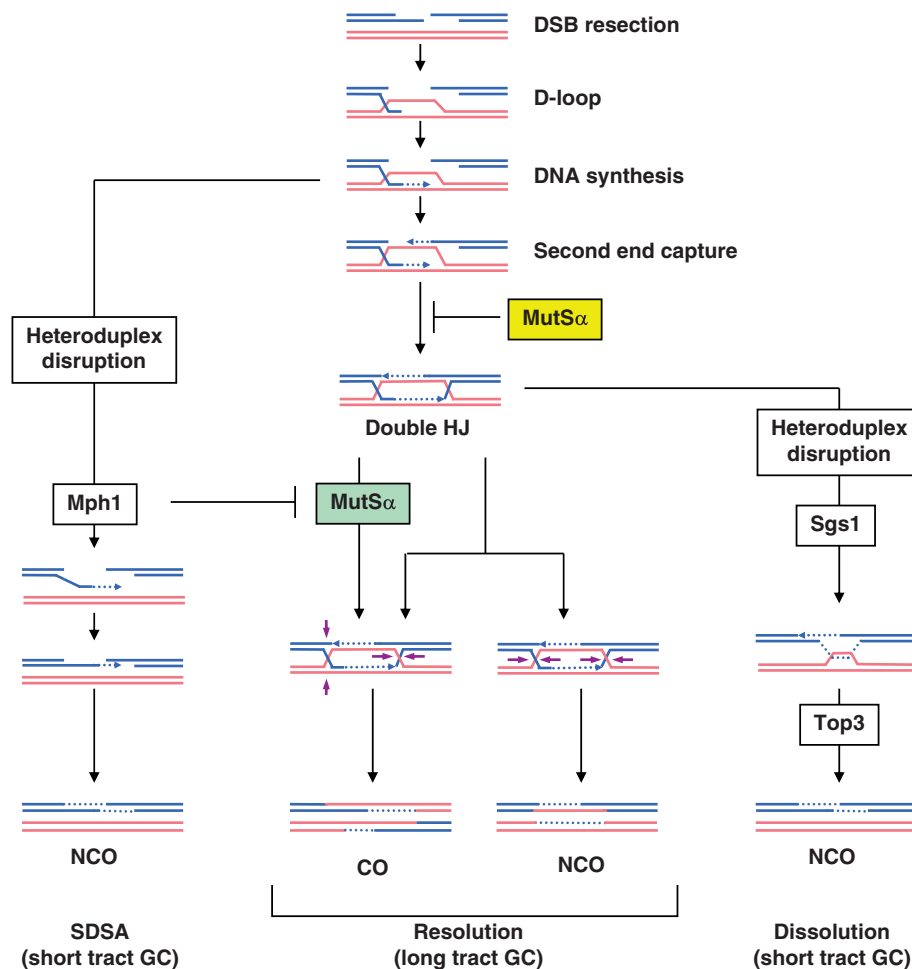 DSB resection
D-loop
DNA synthesis
Second end capture
MutSα
Heteroduplex
disruption
Double HJ
Heteroduplex
disruption
Mph1
MutSα
Sgs1
Top3
NCO
CO
NCO
NCO
SDSA
(short tract GC)
Resolution
(long tract GC)
Dissolution
(short tract GC)